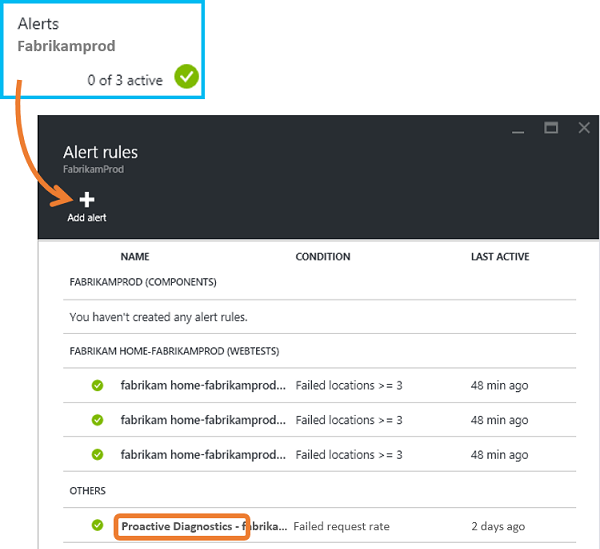 Alerts
Fabrikamprod
0 of 3 active
Alert rules
FabrikamProd
Add alert
NAME CONDITION LAST ACTIVE
FABRIKAMPROD (COMPONENTS)
You haven't created any alert rules.
FABRIKAM HOME-FABRIKAMPROD (WEBTESTS)
fabrikam home-fabrikamprod... Failed locations >= 3 48 min ago
fabrikam home-fabrikamprod... Failed locations >= 3 48 min ago
fabrikam home-fabrikamprod... Failed locations >= 3 48 min ago
OTHERS
Proactive Diagnostics - fabrika... Failed request rate 2 days ago